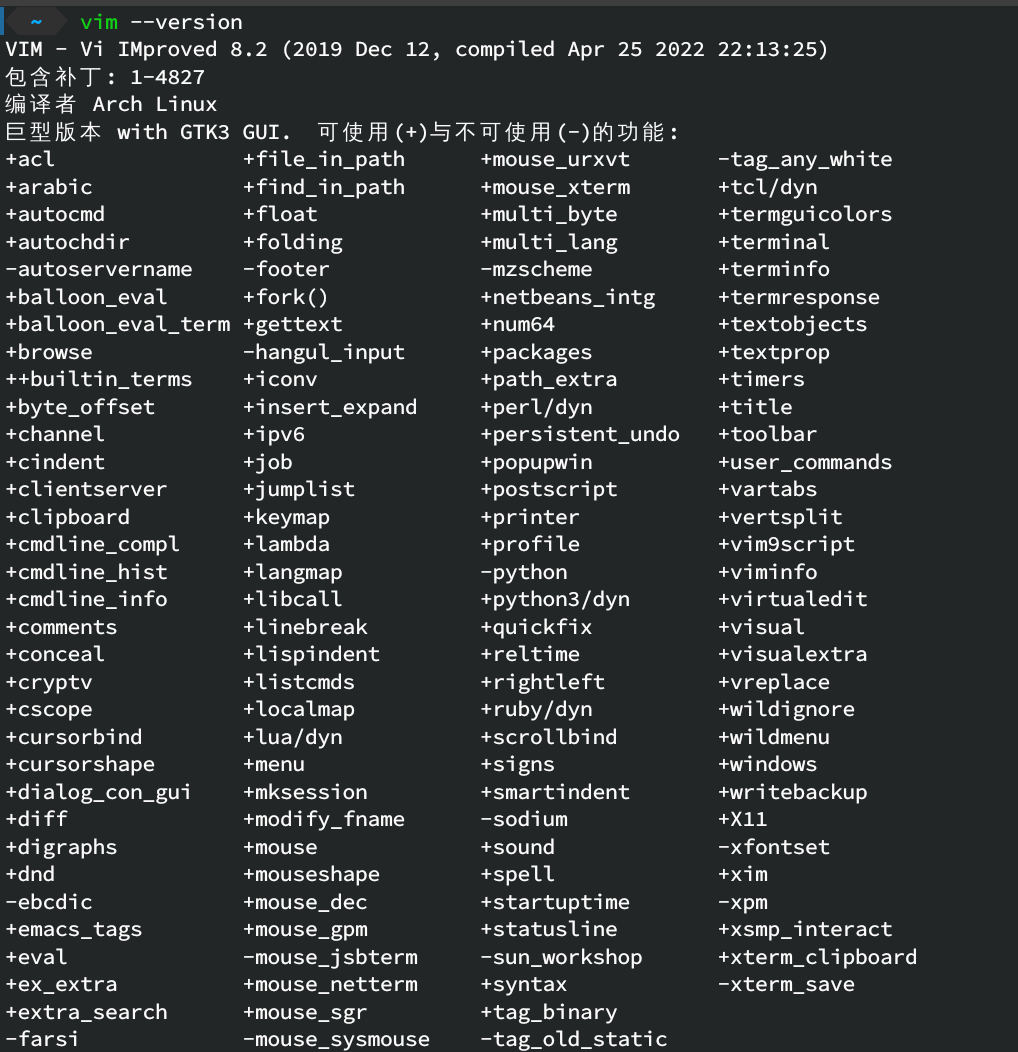 ~ vim --version
VIM - Vi IMproved 8.2 (2019 Dec 12, compiled Apr 25 2022 22:13:25)
包含补丁: 1-4827
编译者 Arch Linux
巨型版本 with GTK3 GUI. 可使用(+)与不可使用(-)的功能:
+acl +file_in_path +mouse_urxvt -tag_any_white
+arabic +find_in_path +mouse_xterm +tcl/dyn
+autocmd +float +multi_byte +termguicolors
+autochdir +folding +multi_lang +terminal
-autoservername -footer -mzscheme +terminfo
+balloon_eval +fork() +netbeans_intg +termresponse
+balloon_eval_term +gettext +num64 +textobjects
+browse -hangul_input +packages +textprop
++builtin_terms +iconv +path_extra +timers
+byte_offset +insert_expand +perl/dyn +title
+channel +ipv6 +persistent_undo +toolbar
+cindent +job +popupwin +user_commands
+clientserver +jumplist +postscript +vartabs
+clipboard +keymap +printer +vertsplit
+cmdline_compl +lambda +profile +vim9script
+cmdline_hist +langmap -python +viminfo
+cmdline_info +libcall +python3/dyn +virtualedit
+comments +linebreak +quickfix +visual
+conceal +lispindent +reltime +visualextra
+cryptv +listcmds +rightleft +vreplace
+cscope +localmap +ruby/dyn +wildignore
+cursorbind +lua/dyn +scrollbind +wildmenu
+cursorshape +menu +signs +windows
+dialog_con_gui +mksession +smartindent +writebackup
+diff +modify_fname -sodium +X11
+digraphs +mouse +sound -xfontset
+dnd +mouseshape +spell +xim
-ebcdic +mouse_dec +startuptime -xpm
+emacs_tags +mouse_gpm +statusline +xsmp_interact
+eval -mouse_jsbterm -sun_workshop +xterm_clipboard
+ex_extra +mouse_netterm +syntax -xterm_save
+extra_search +mouse_sgr +tag_binary
-farsi -mouse_sysmouse -tag_old_static